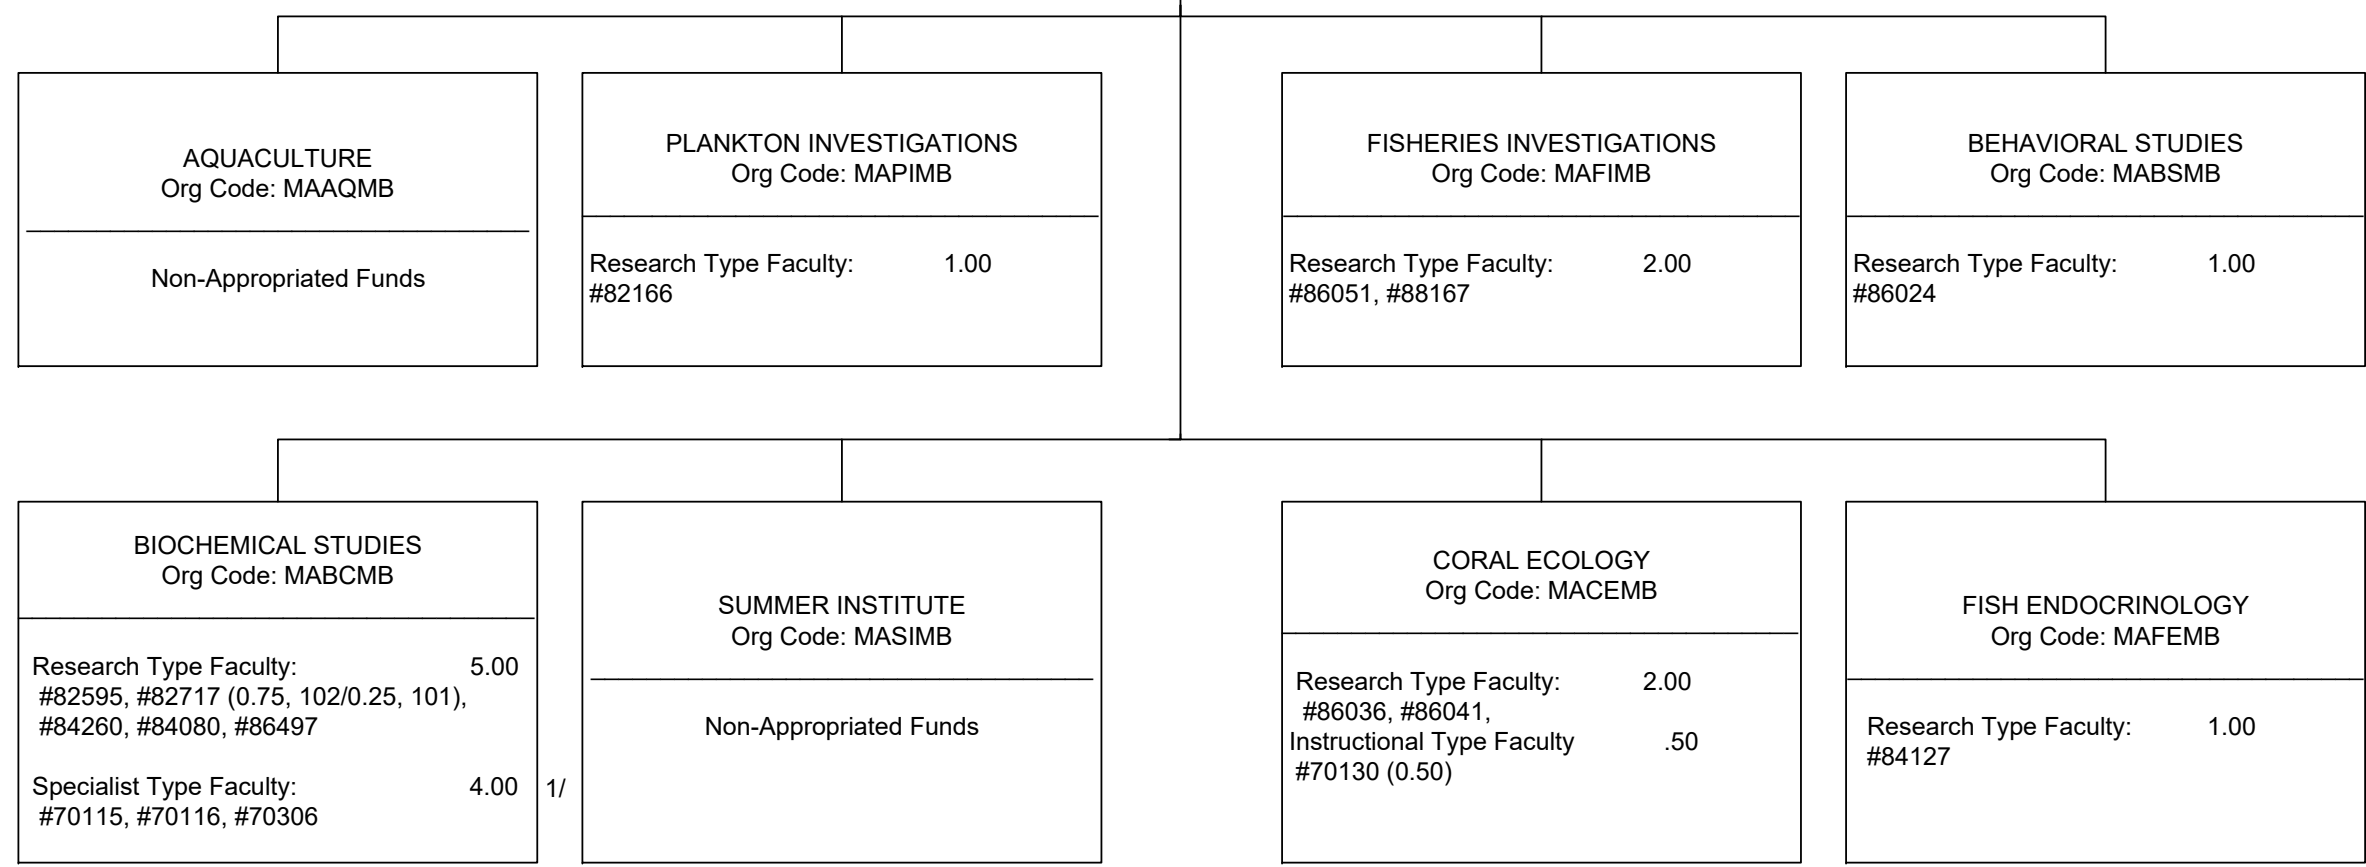 AQUACULTURE
Org Code: MAAQMB
Non-Appropriated Funds
PLANKTON INVESTIGATIONS
Org Code: MAPIMB
Research Type Faculty: 1.00
#82166
FISHERIES INVESTIGATIONS
Org Code: MAFIMB
Research Type Faculty: 2.00
#86051, #88167
BEHAVIORAL STUDIES
Org Code: MABSMB
Research Type Faculty: 1.00
#86024
BIOCHEMICAL STUDIES
Org Code: MABCMB
Research Type Faculty: 5.00
#82595, #82717 (0.75, 102/0.25, 101),
#84260, #84080, #86497
Specialist Type Faculty: 4.00 1/
#70115, #70116, #70306
SUMMER INSTITUTE
Org Code: MASIMB
Non-Appropriated Funds
CORAL ECOLOGY
Org Code: MACEMB
Research Type Faculty: 2.00
#86036, #86041,
Instructional Type Faculty .50
#70130 (0.50)
FISH ENDOCRINOLOGY
Org Code: MAFEMB
Research Type Faculty: 1.00
#84127